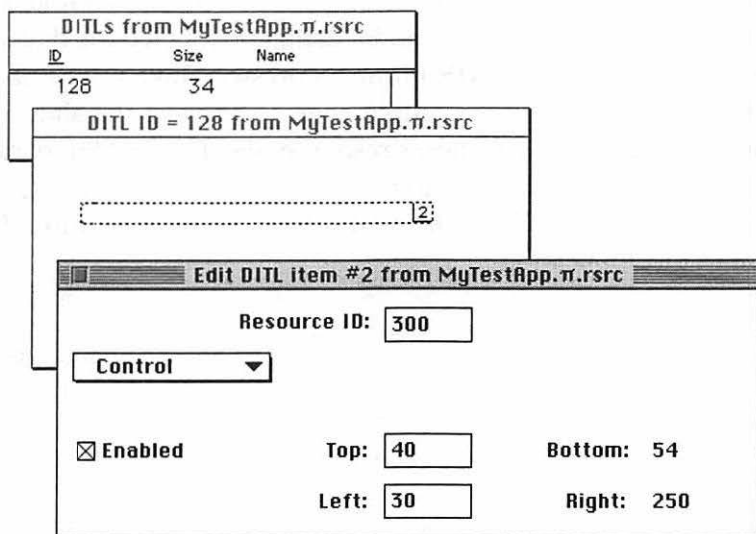 DITLs from MyTestApp.π.rsrc
ID Size Name
128 34
DITL ID = 128 from MyTestApp.π.rsrc
2
Edit DITL item #2 from MyTestApp.π.rsrc
Resource ID: 300
Control
Enabled Top: 40 Bottom: 54
Left: 30 Right: 250